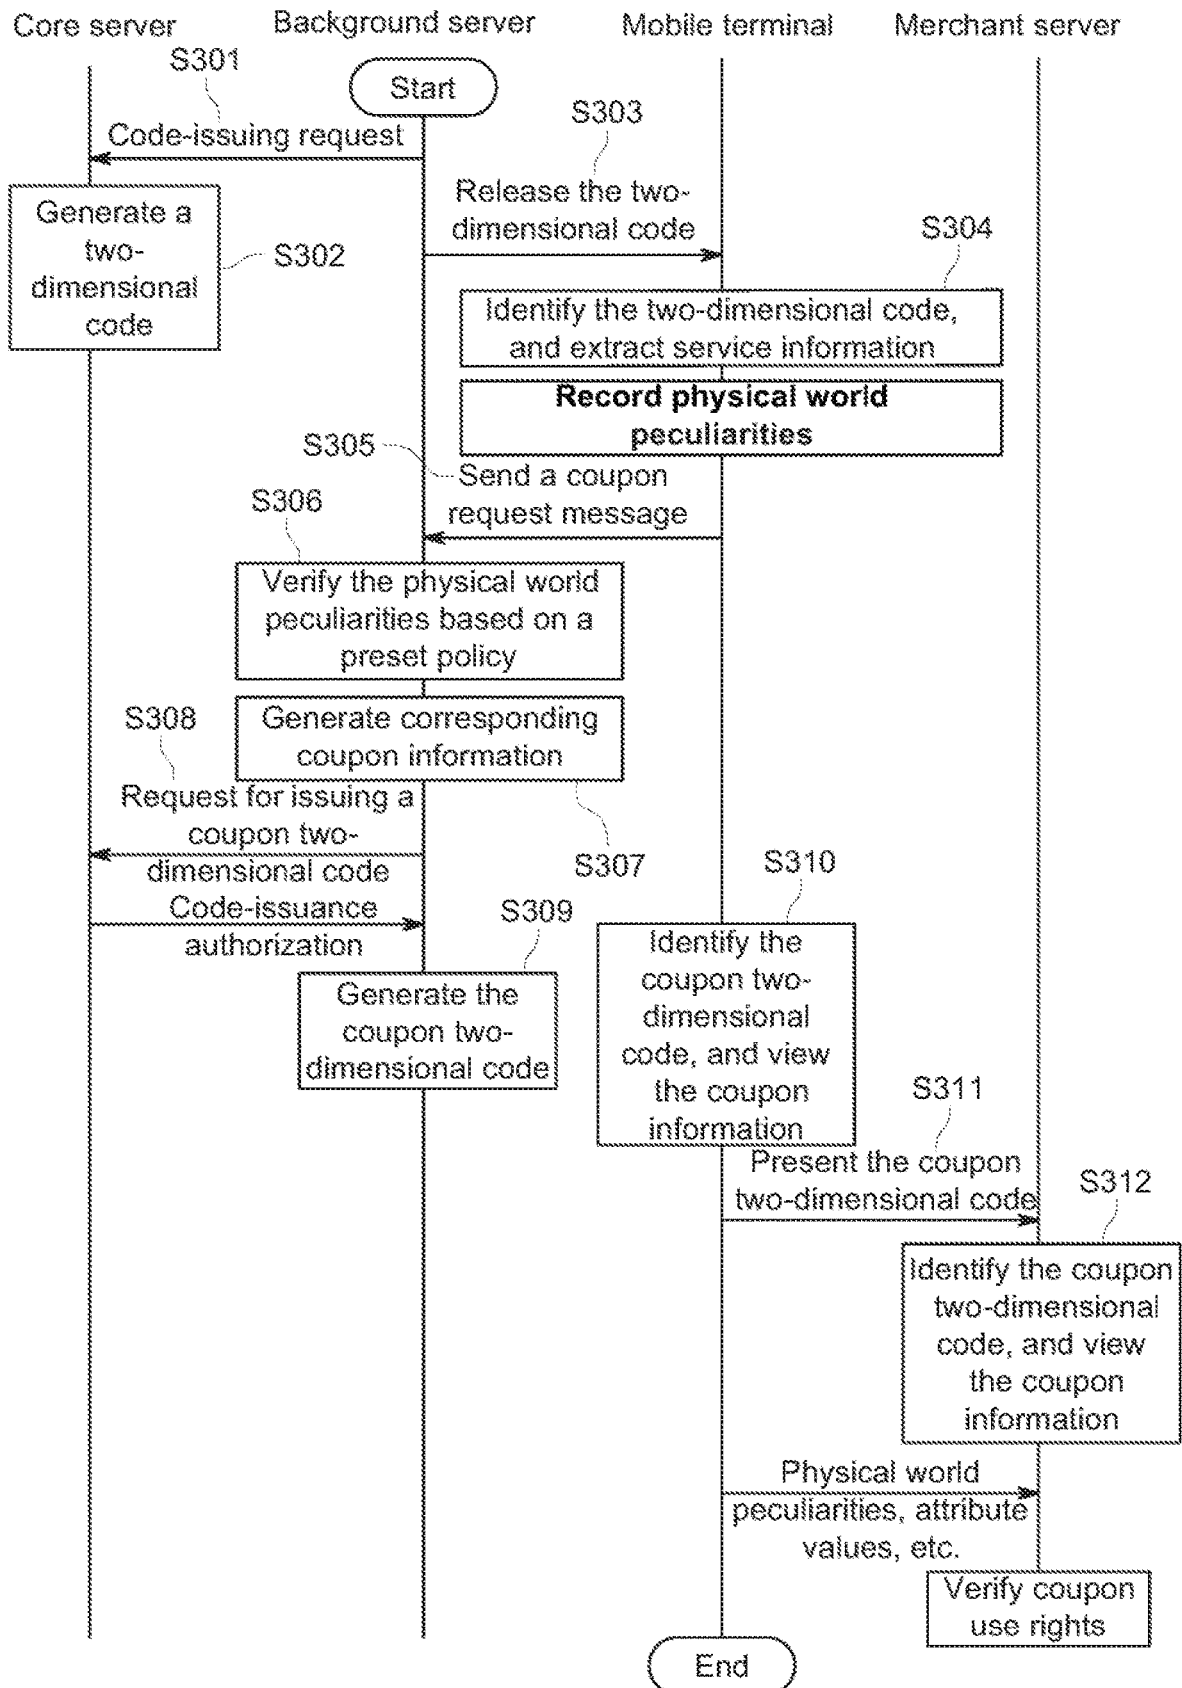 Core server
Background server
Mobile terminal
Merchant server
S301
Start
Code-issuing request
S303
Generate a
two-
dimensional
code
S302
Release the two-
dimensional code
S304
Identify the two-dimensional code,
and extract service information
Record physical world
peculiarities
S305
Send a coupon
request message
S306
Verify the physical world
peculiarities based on a
preset policy
S308
Generate corresponding
coupon information
Request for issuing a
coupon two-
dimensional code
S307
Code-issuance
authorization
S309
Generate the
coupon two-
dimensional code
S310
Identify the
coupon two-
dimensional
code, and view
the coupon
information
S311
Present the coupon
two-dimensional code
S312
Identify the coupon
two-dimensional
code, and view
the coupon
information
Physical world
peculiarities, attribute
values, etc.
Verify coupon
use rights
End